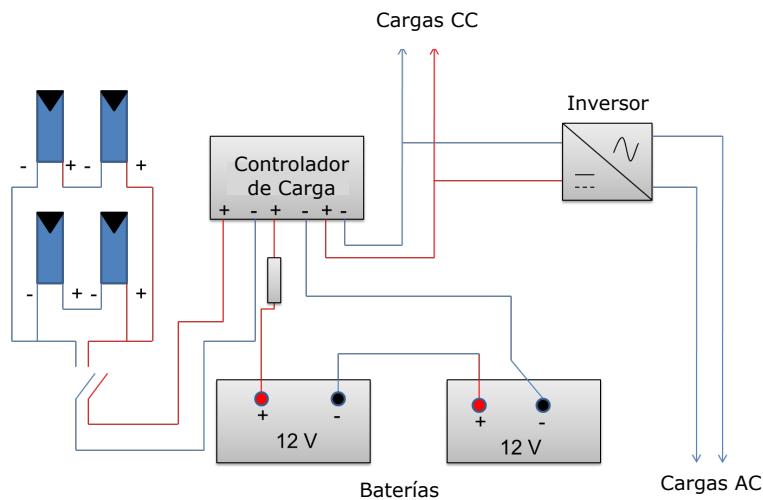 Cargas CC
Inversor
- + - +
Controlador
de Carga
+ - + - + -
- + - +
+ -
12 V
+ -
12 V
Baterías
Cargas AC